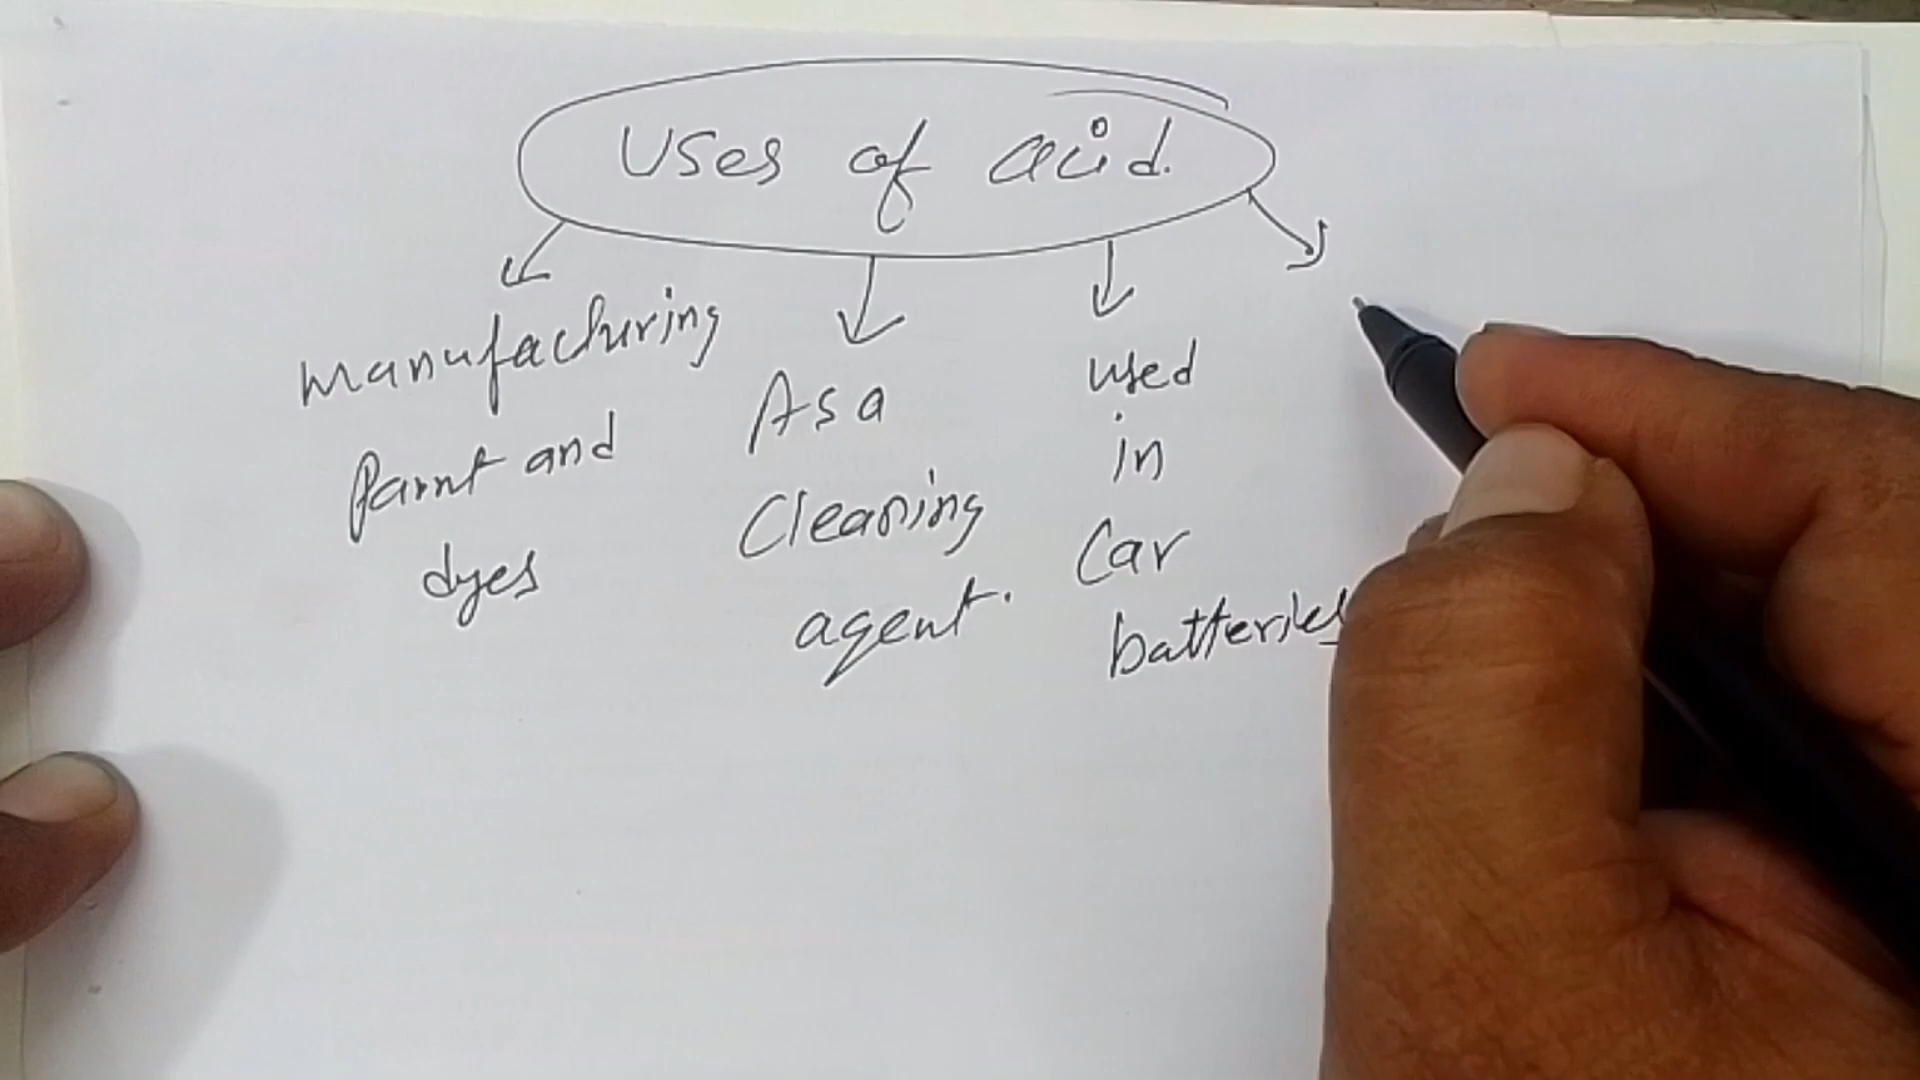 Uses of acid.
manufacturing
Paint and
dyes
As a
Cleaning
agent.
used
in
Car
batteries